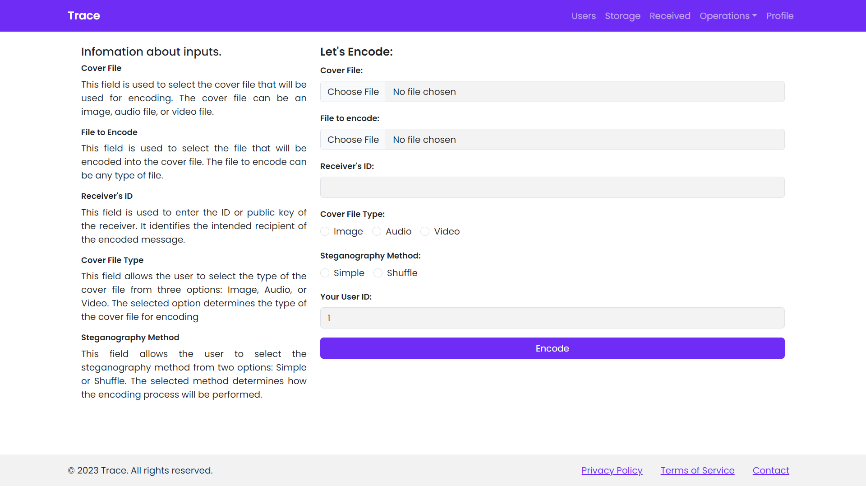 Trace
Users Storage Received Operations Profile
Infomation about inputs.
Cover File
This field is used to select the cover file that will be
used for encoding. The cover file can be an
image, audio file, or video file.
File to Encode
This field is used to select the file that will be
encoded into the cover file. The file to encode can
be any type of file.
Receiver's ID
This field is used to enter the ID or public key of
the receiver. It identifies the intended recipient of
the encoded message.
Cover File Type
This field allows the user to select the type of the
cover file from three options: Image, Audio, or
Video. The selected option determines the type of
the cover file for encoding
Steganography Method
This field allows the user to select the
steganography method from two options: Simple
or Shuffle. The selected method determines how
the encoding process will be performed.
Let's Encode:
Cover File:
Choose File No file chosen
File to encode:
Choose File No file chosen
Receiver's ID:
Cover File Type:
Image Audio Video
Steganography Method:
Simple Shuffle
Your User ID:
1
Encode
© 2023 Trace. All rights reserved.
Privacy Policy Terms of Service Contact